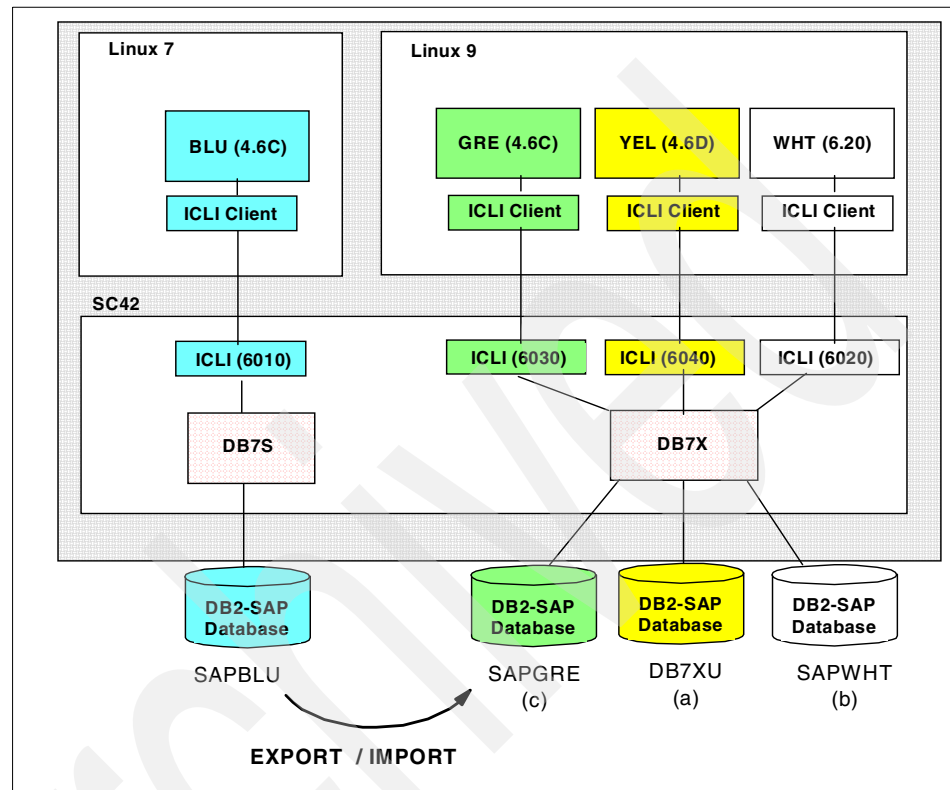 Linux 7
Linux 9
BLU (4.6C)
GRE (4.6C)
YEL (4.6D)
WHT (6.20)
ICLI Client
ICLI Client
ICLI Client
ICLI Client
SC42
ICLI (6010)
ICLI (6030)
ICLI (6040)
ICLI (6020)
DB7S
DB7X
DB2-SAP
Database
DB2-SAP
Database
DB2-SAP
Database
DB2-SAP
Database
SAPBLU
SAPGRE
(c)
DB7XU
(a)
SAPWHT
(b)
EXPORT / IMPORT